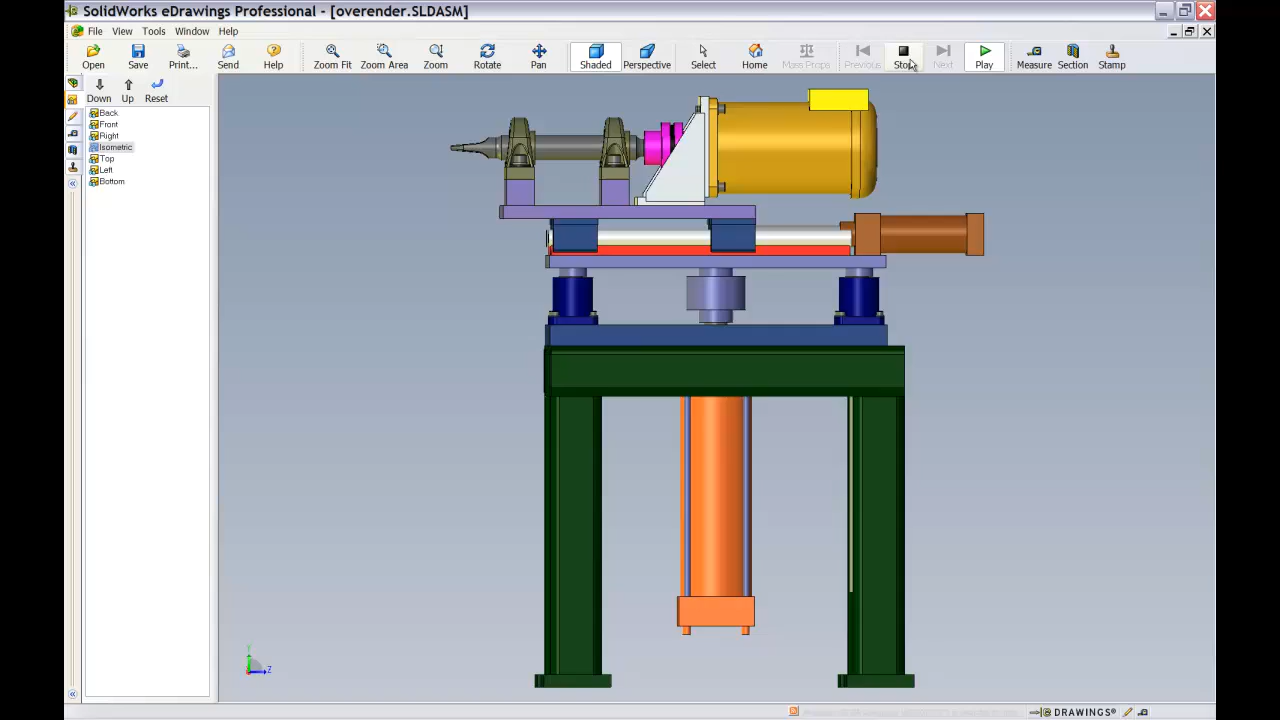 SolidWorks eDrawings Professional - [overender.SLDASM]
File View Tools Window Help
Open Save Print... Send Help Zoom Fit Zoom Area Zoom Rotate Pan Shaded Perspective Select Home Mass Props Previous Stop Next Play Measure Section Stamp
Down Up Reset
Back
Front
Right
Isometric
Top
Left
Bottom
Y
Z
DRAWINGS®